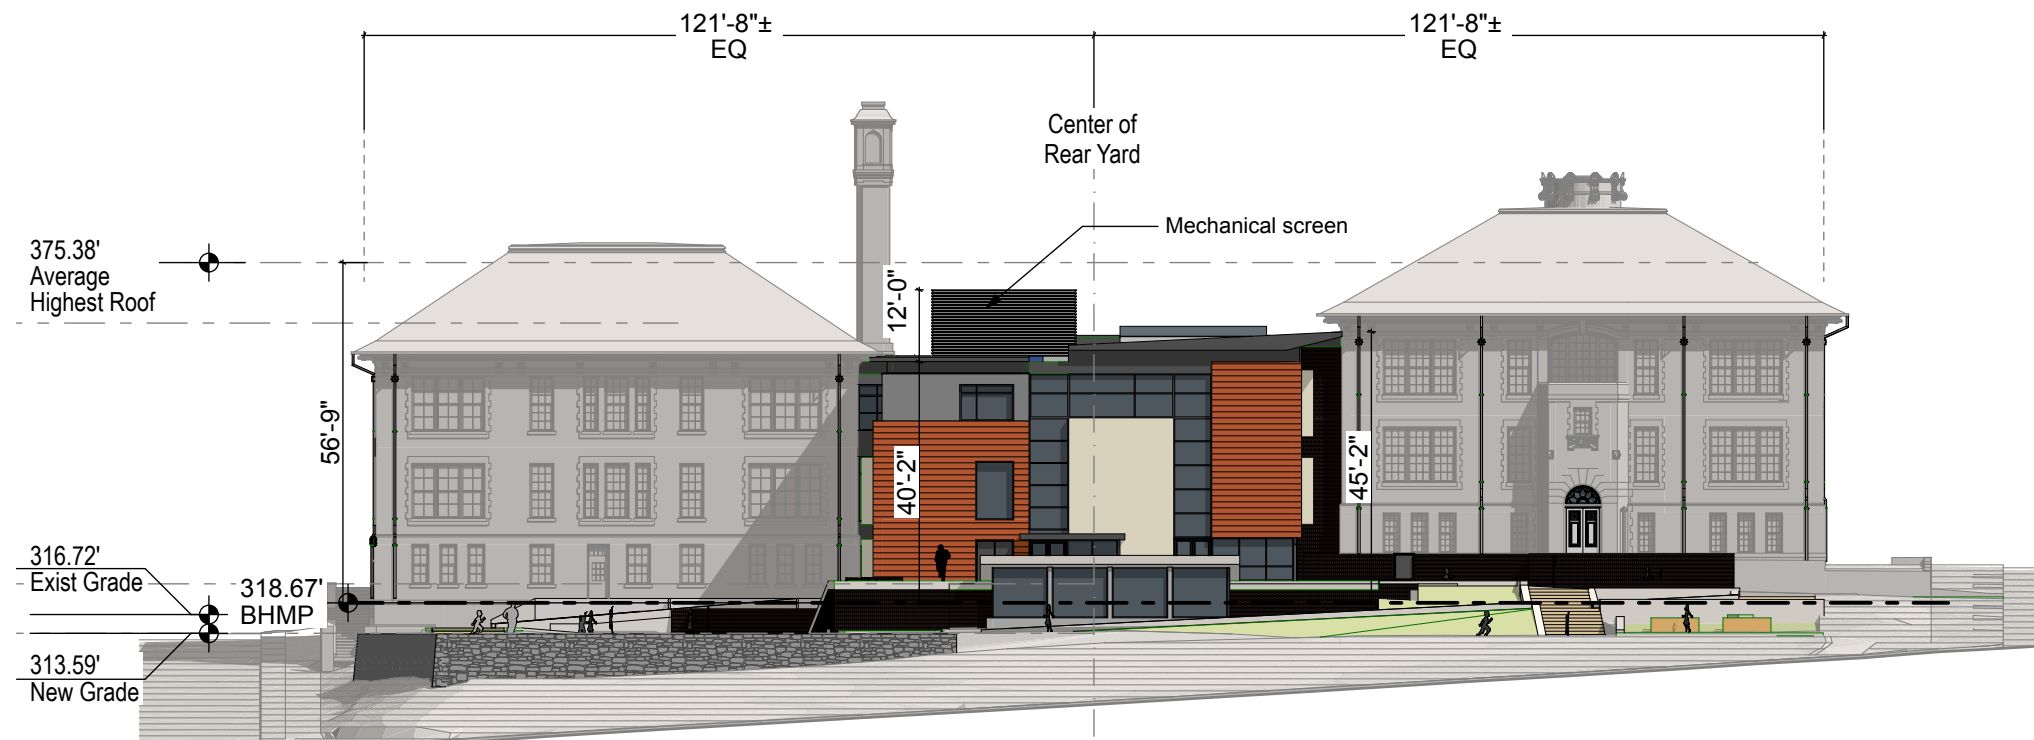 121'-8"±
EQ
121'-8"±
EQ
Center of
Rear Yard
Mechanical screen
375.38'
Average
Highest Roof
12'-0"
56'-9"
40'-2"
45'-2"
316.72'
Exist Grade
318.67'
BHMP
313.59'
New Grade